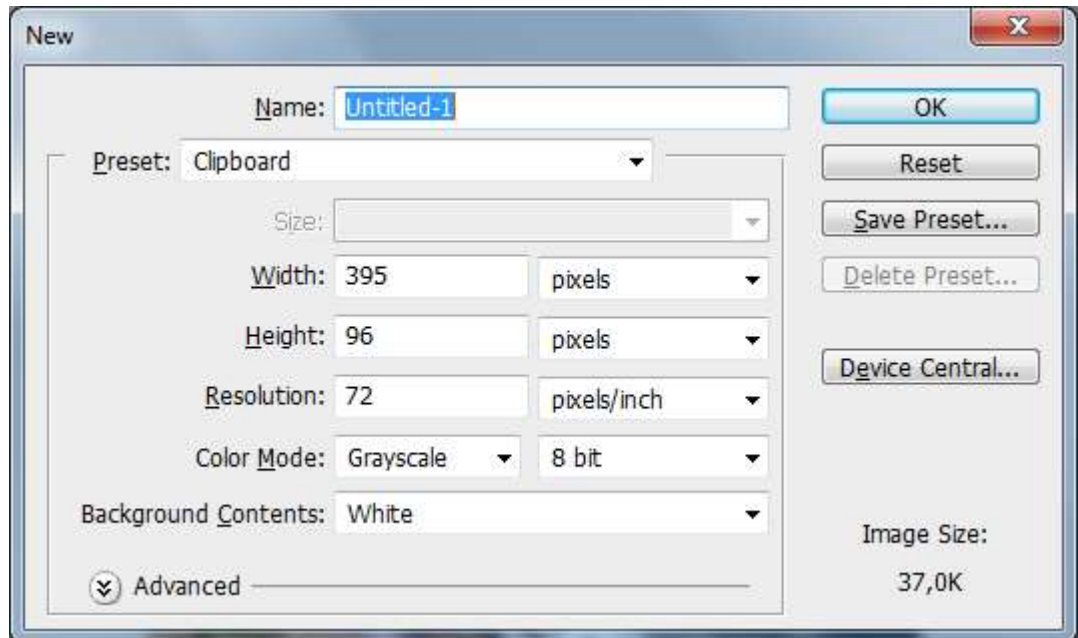 New
Name: Untitled-1
OK
Preset: Clipboard
Reset
Size:
Save Preset...
Width: 395 pixels
Delete Preset...
Height: 96 pixels
Device Central...
Resolution: 72 pixels/inch
Color Mode: Grayscale 8 bit
Background Contents: White
Image Size:
Advanced
37,0K